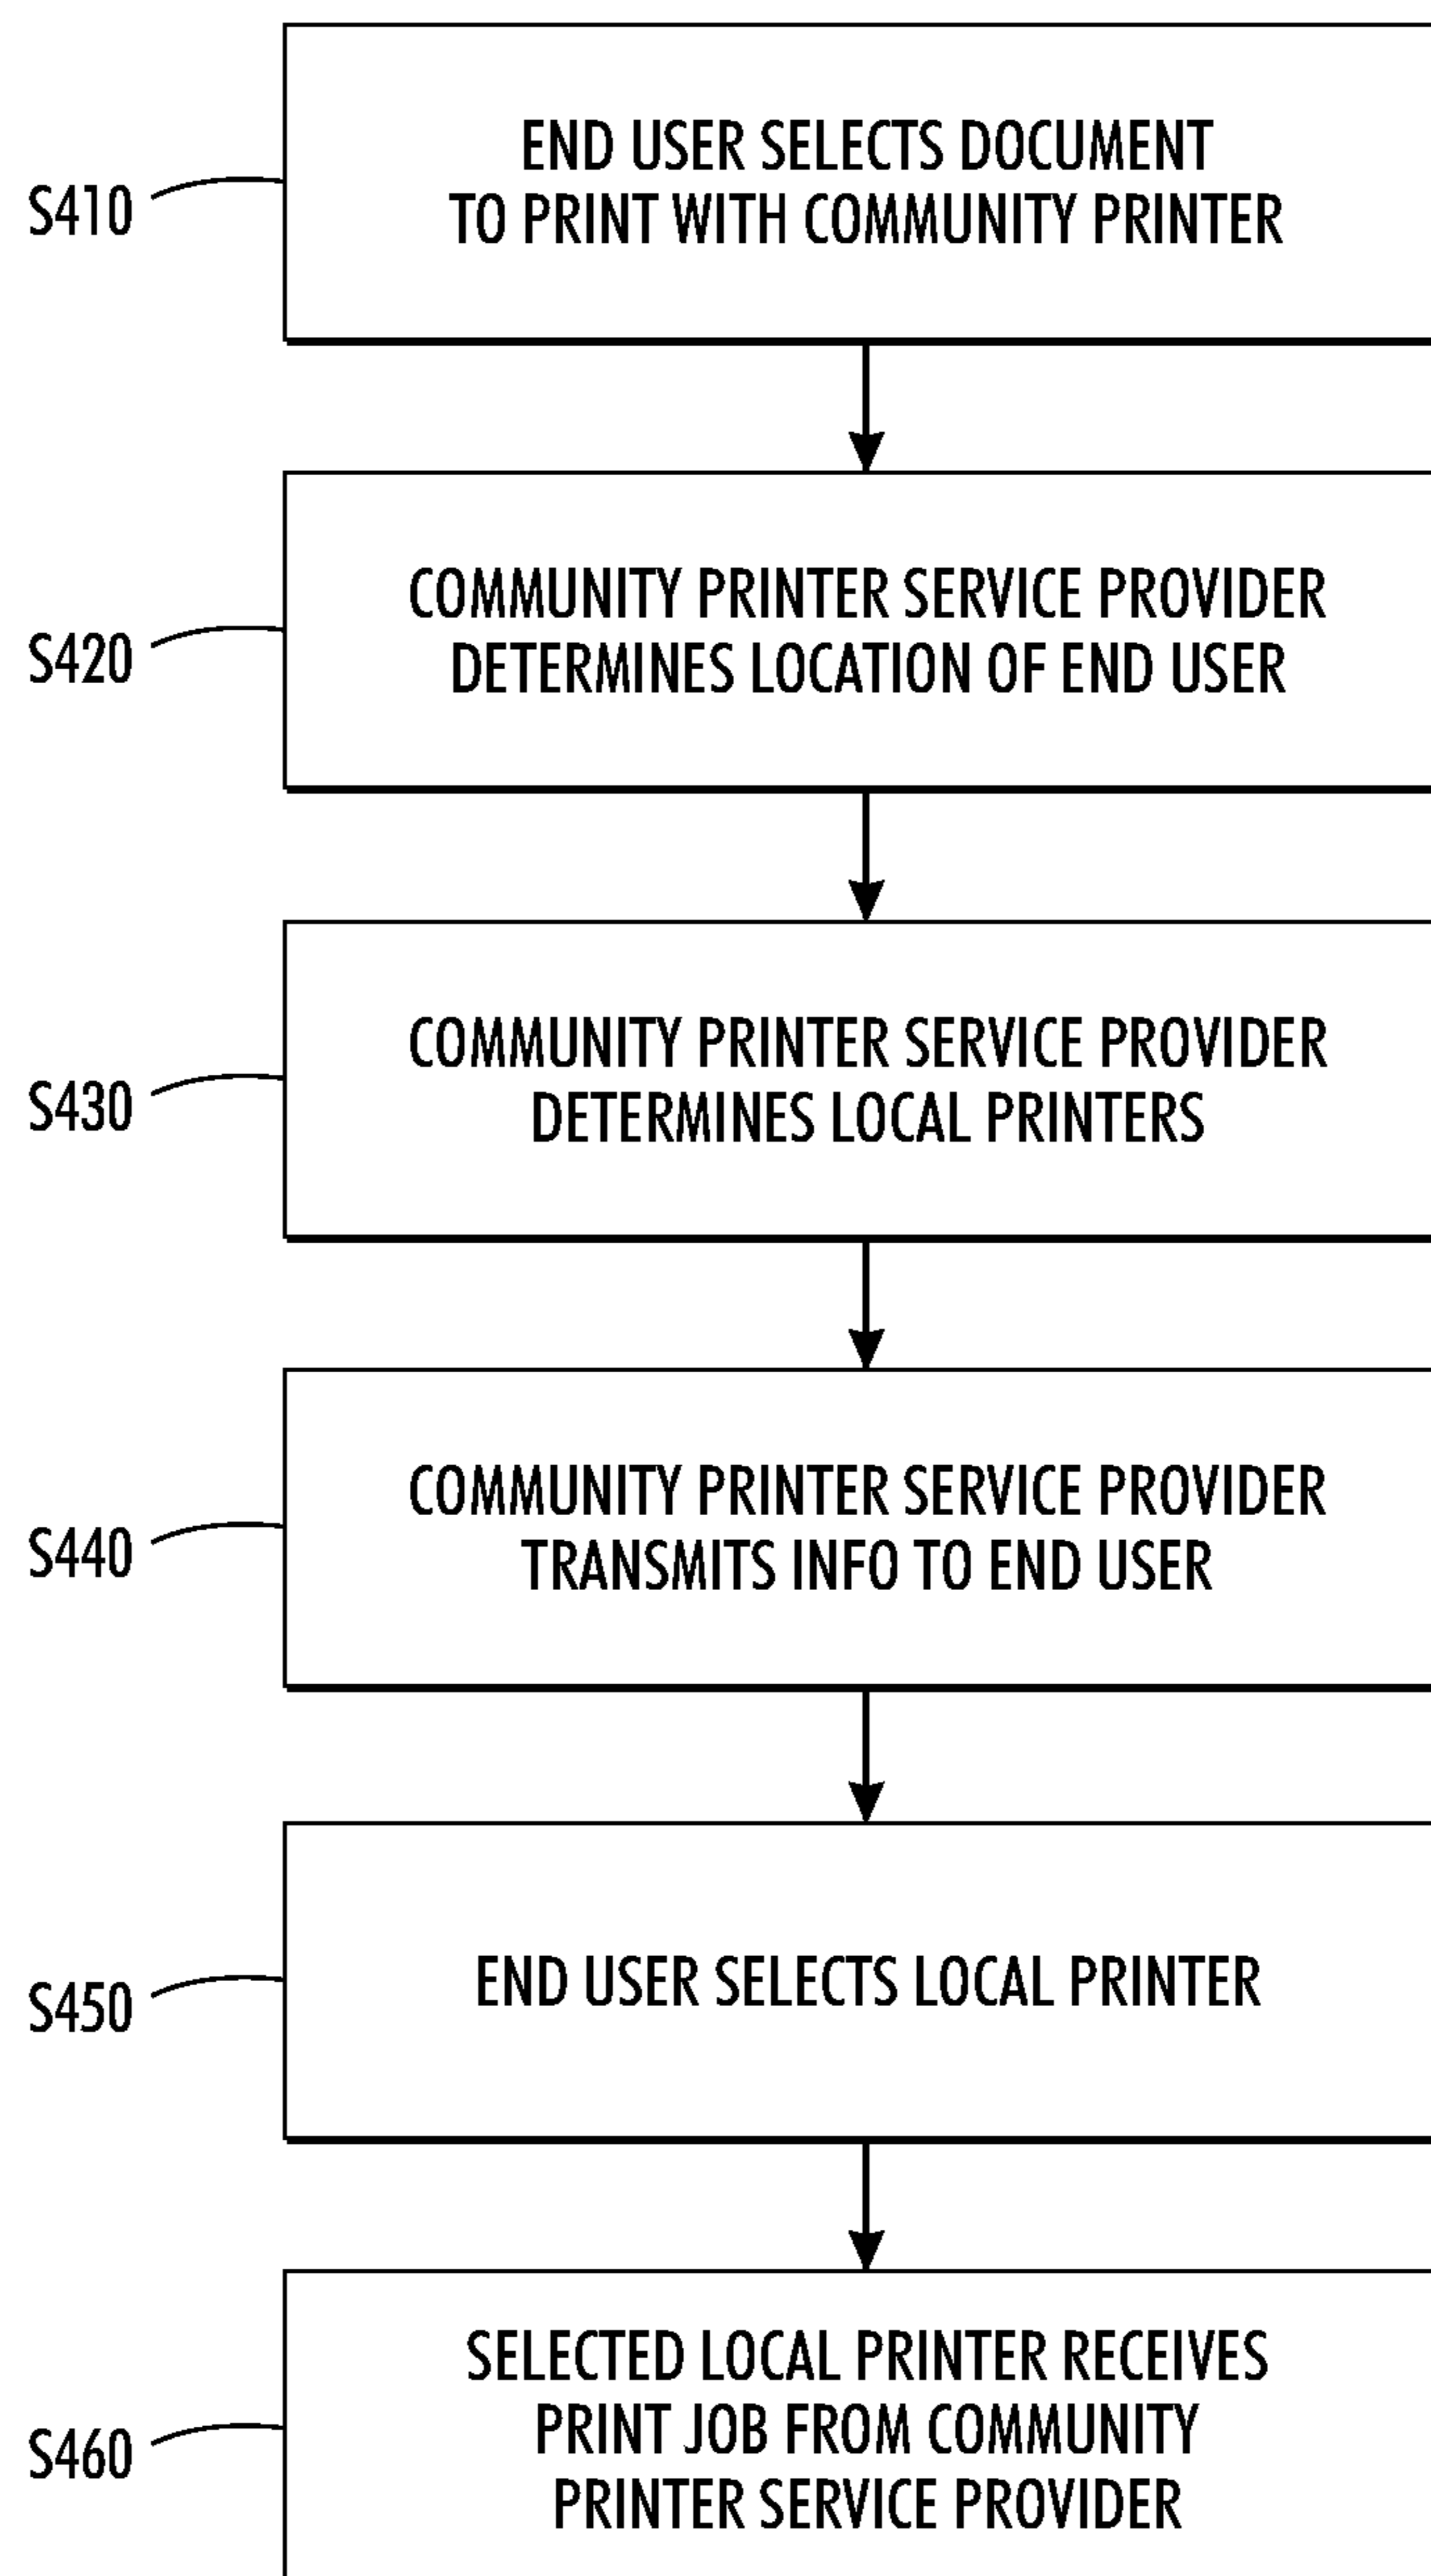 S410
END USER SELECTS DOCUMENT
TO PRINT WITH COMMUNITY PRINTER
S420
COMMUNITY PRINTER SERVICE PROVIDER
DETERMINES LOCATION OF END USER
S430
COMMUNITY PRINTER SERVICE PROVIDER
DETERMINES LOCAL PRINTERS
S440
COMMUNITY PRINTER SERVICE PROVIDER
TRANSMITS INFO TO END USER
S450
END USER SELECTS LOCAL PRINTER
S460
SELECTED LOCAL PRINTER RECEIVES
PRINT JOB FROM COMMUNITY
PRINTER SERVICE PROVIDER